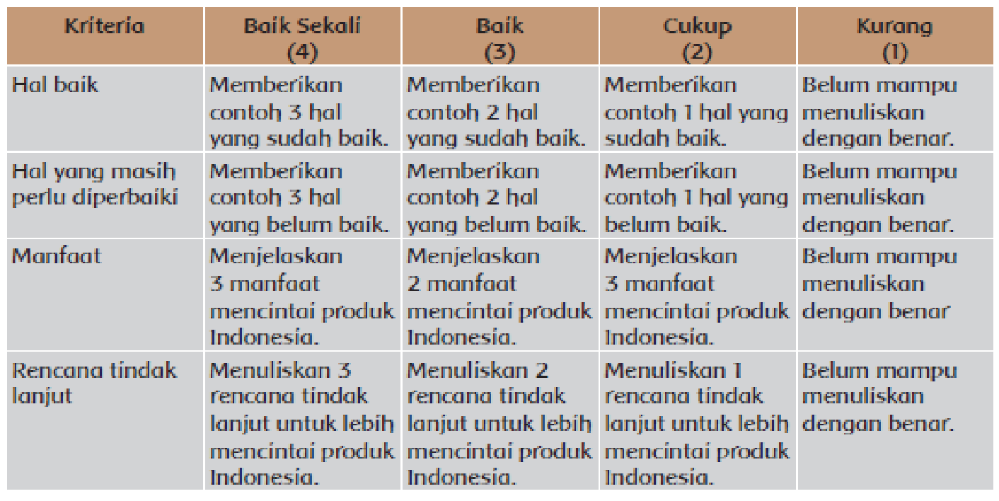 Kriteria
Baik Sekali
(4)
Baik
(3)
Cukup
(2)
Kurang
(1)
Hal baik
Memberikan
contoh 3 hal
yang sudah baik.
Memberikan
contoh 2 hal
yang sudah baik.
Memberikan
contoh 1 hal yang
sudah baik.
Belum mampu
menuliskan
dengan benar.
Hal yang masih
perlu diperbaiki
Memberikan
contoh 3 hal
yang belum baik.
Memberikan
contoh 2 hal
yang belum baik.
Memberikan
contoh 1 hal yang
belum baik.
Belum mampu
menuliskan
dengan benar.
Manfaat
Menjelaskan
3 manfaat
mencintai produk
Indonesia.
Menjelaskan
2 manfaat
mencintai produk
Indonesia.
Menjelaskan
3 manfaat
mencintai produk
Indonesia.
Belum mampu
menuliskan
dengan benar
Rencana tindak
lanjut
Menuliskan 3
rencana tindak
lanjut untuk lebih
mencintai produk
Indonesia.
Menuliskan 2
rencana tindak
lanjut untuk lebih
mencintai produk
Indonesia.
Menuliskan 1
rencana tindak
lanjut untuk lebih
mencintai produk
Indonesia.
Belum mampu
menuliskan
dengan benar.